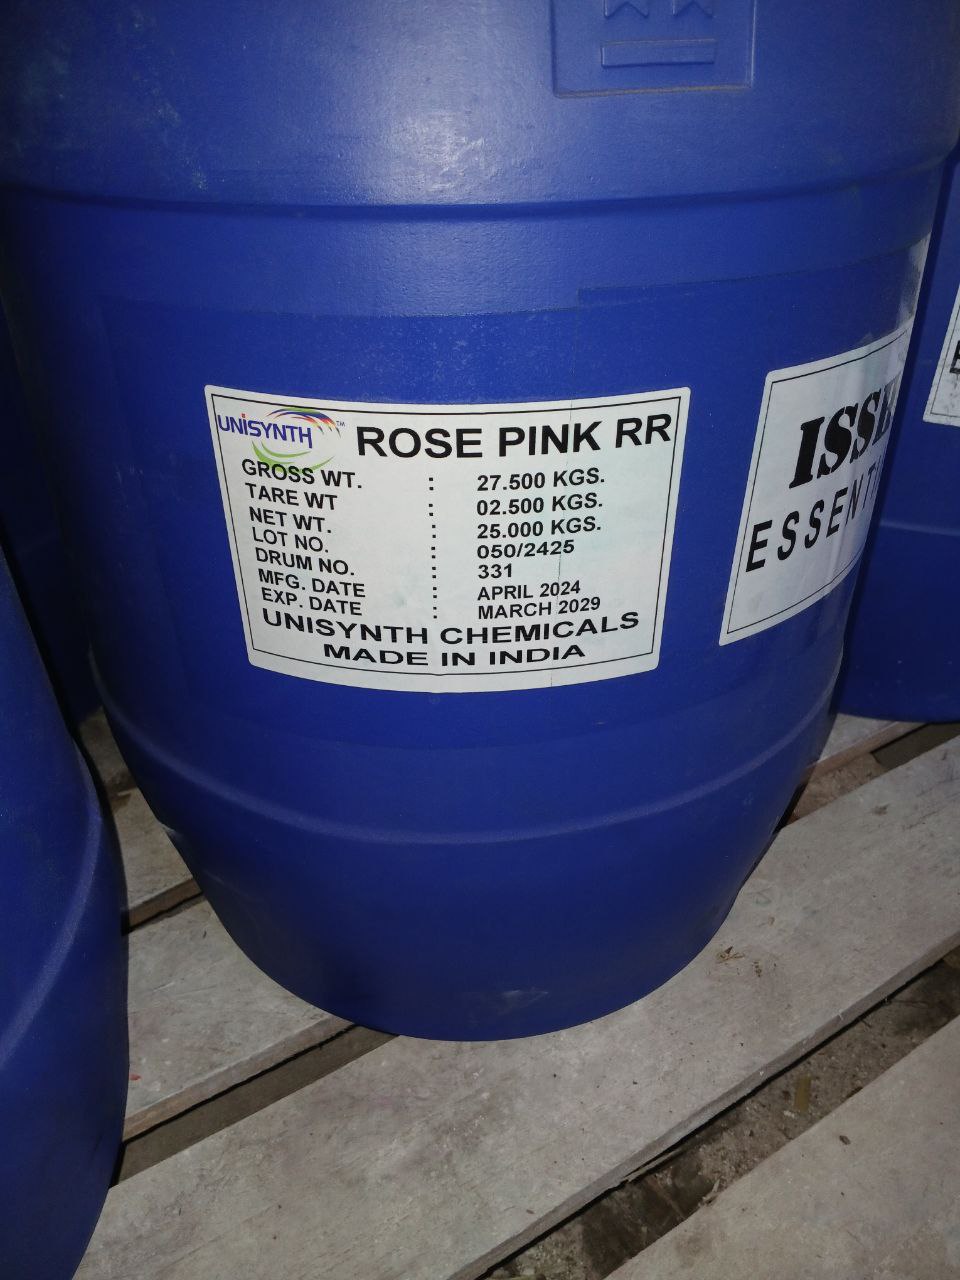 UNISYNTH™
ROSE PINK RR
GROSS WT. : 27.500 KGS.
TARE WT : 02.500 KGS.
NET WT. : 25.000 KGS.
LOT NO. : 050/2425
DRUM NO. : 331
MFG. DATE : APRIL 2024
EXP. DATE : MARCH 2029
UNISYNTH CHEMICALS
MADE IN INDIA